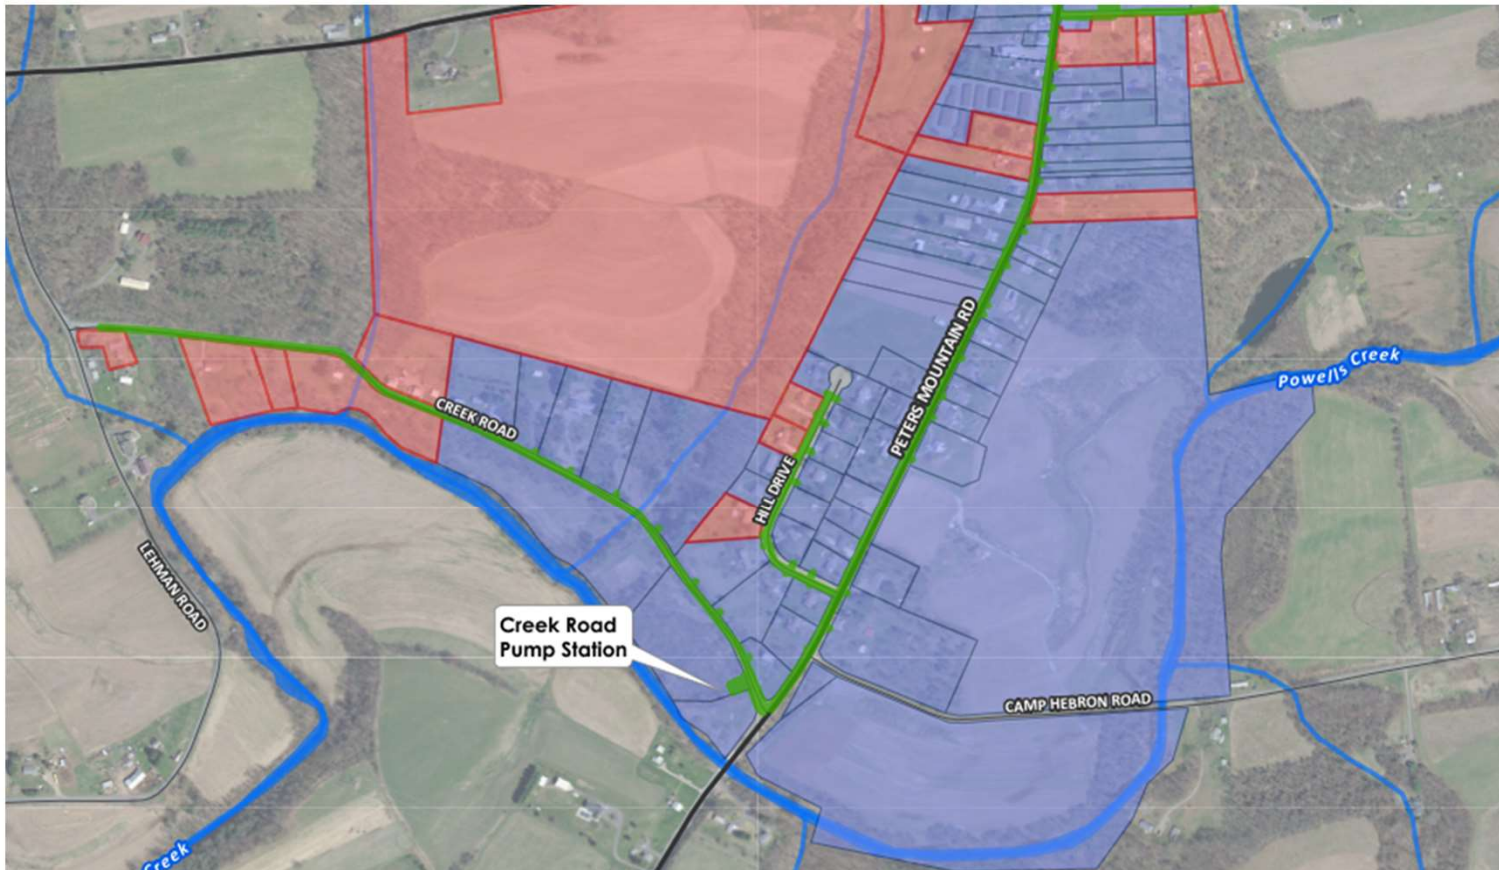 PETERS MOUNTAIN RD
Powells Creek
CREEK ROAD
HILL DRIVE
LEHMAN ROAD
Creek Road
Pump Station
CAMP HEBRON ROAD
Creek